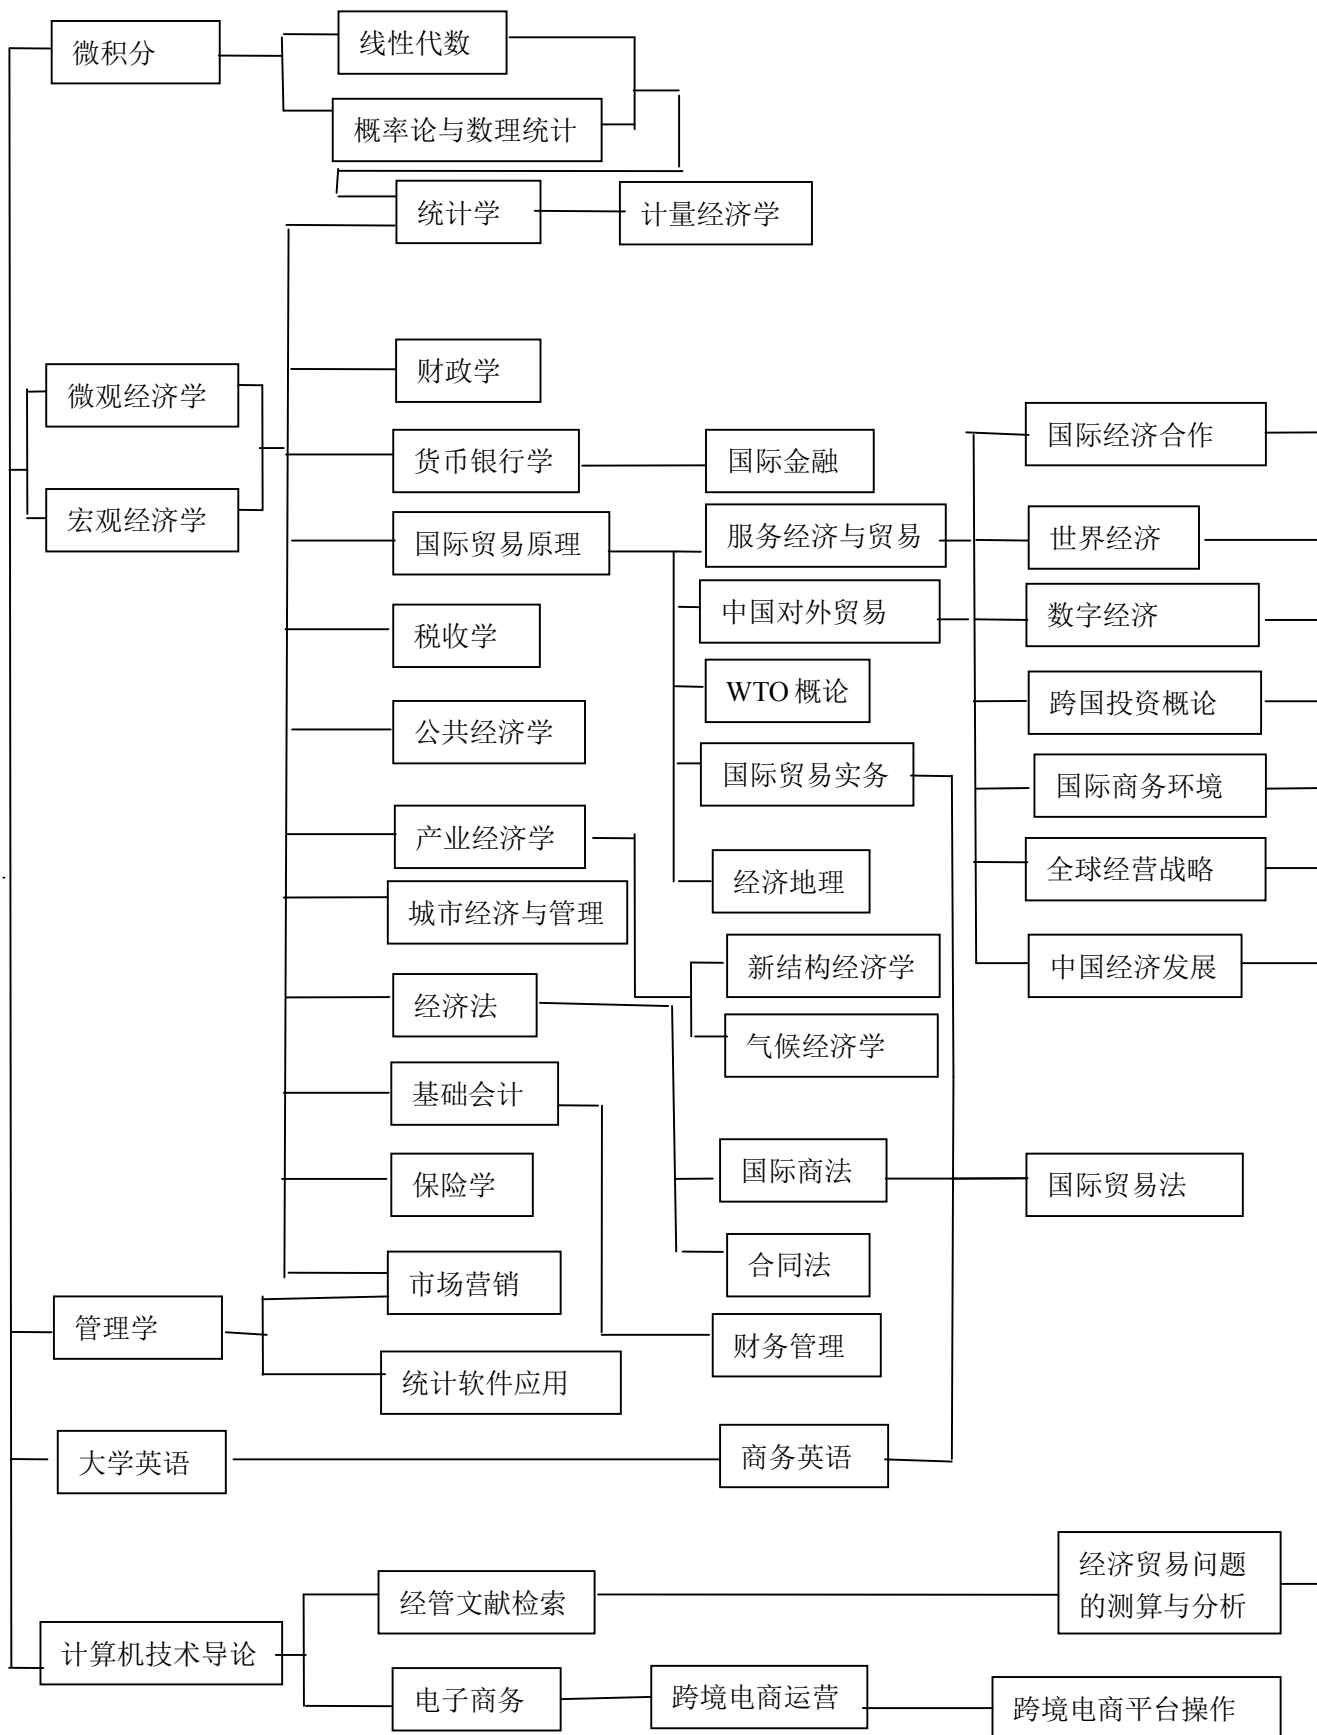 微积分
线性代数
概率论与数理统计
统计学
计量经济学
财政学
微观经济学
宏观经济学
货币银行学
国际金融
国际经济合作
国际贸易原理
服务经济与贸易
世界经济
税收学
中国对外贸易
数字经济
WTO 概论
跨国投资概论
公共经济学
国际贸易实务
国际商务环境
产业经济学
经济地理
全球经营战略
城市经济与管理
新结构经济学
中国经济发展
经济法
气候经济学
基础会计
保险学
国际商法
国际贸易法
合同法
市场营销
管理学
财务管理
统计软件应用
大学英语
商务英语
经管文献检索
经济贸易问题
的测算与分析
计算机技术导论
电子商务
跨境电商运营
跨境电商平台操作